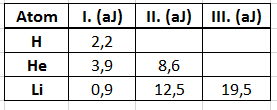 Atom I. (aJ) II. (aJ) III. (aJ)
H 2,2
He 3,9 8,6
Li 0,9 12,5 19,5